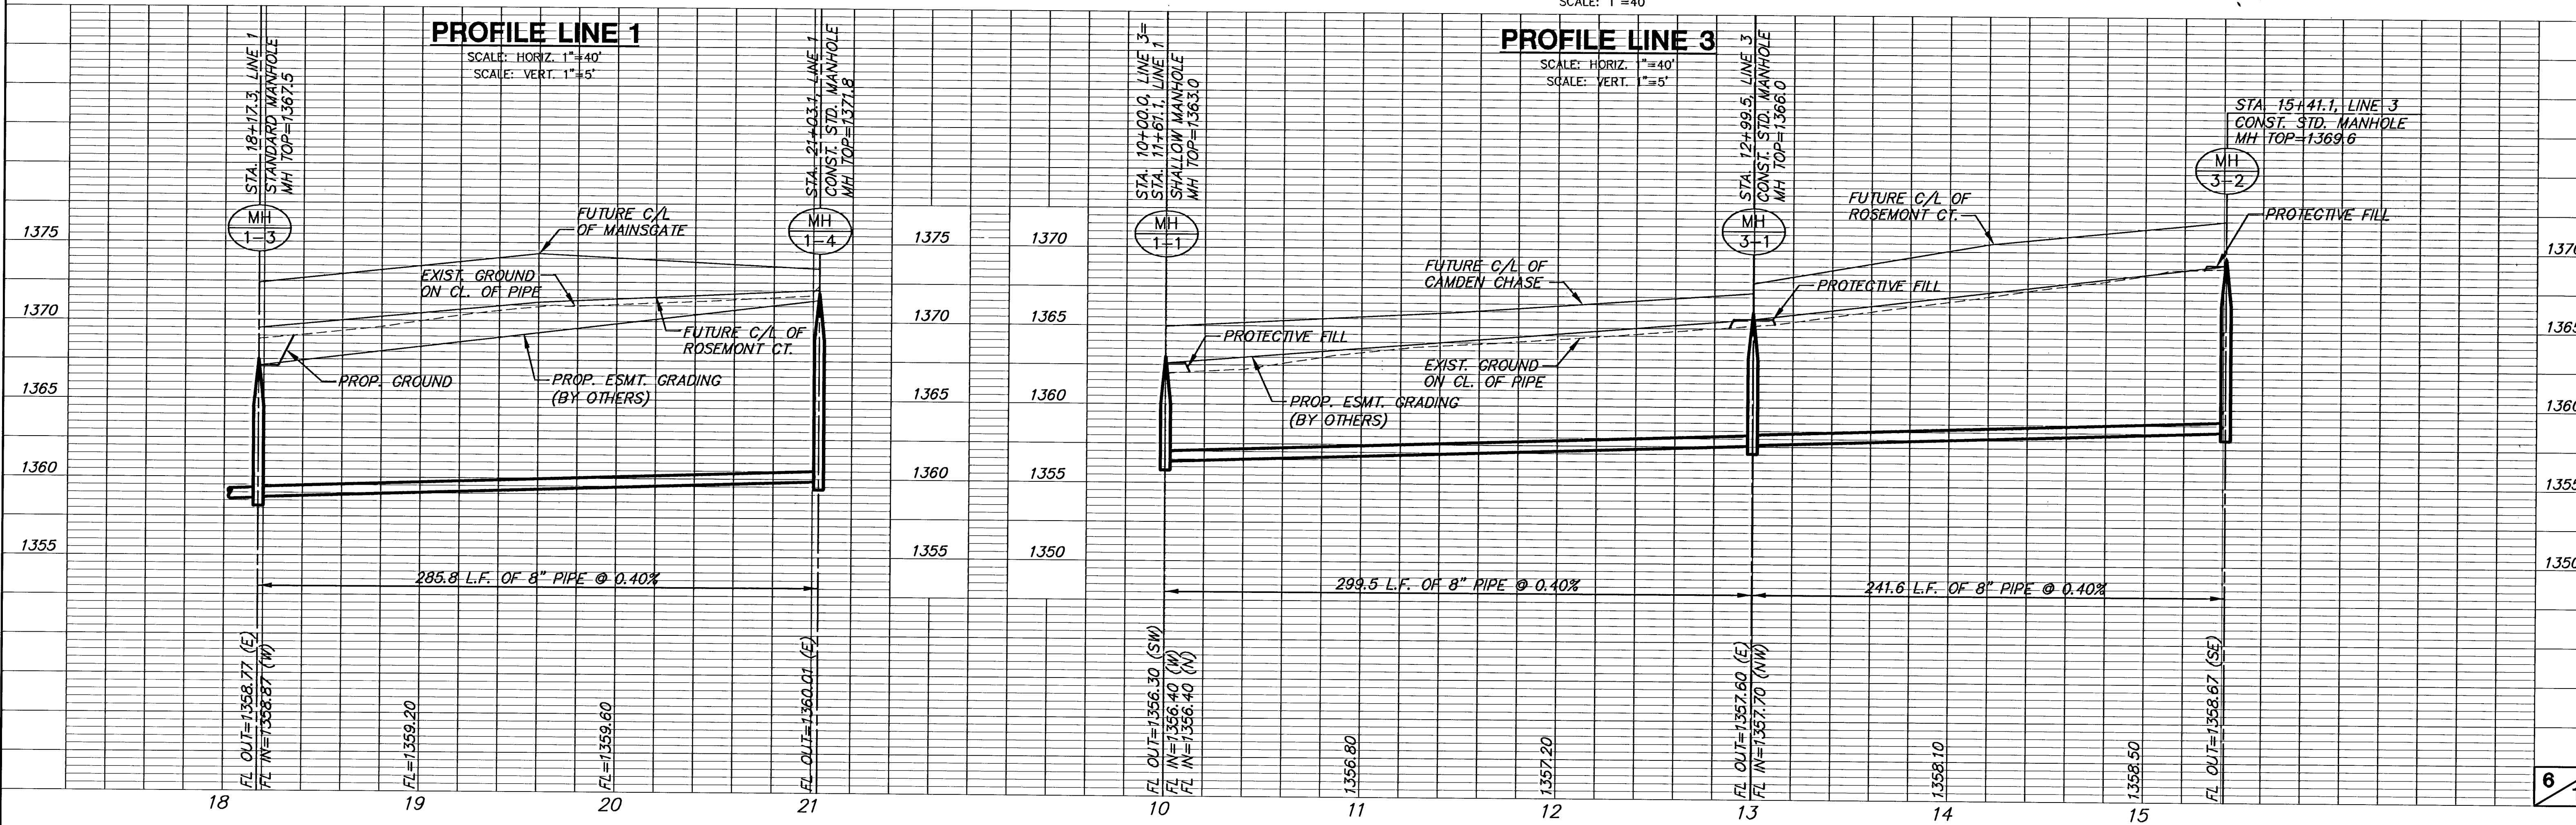 SCALE: 1"=40'
PROFILE LINE 1
SCALE: HORIZ. 1"=40'
SCALE: VERT. 1"=5'
STA. 18+17.3, LINE 1
STANDARD MANHOLE
MH TOP=1367.5
MH
1-3
STA. 21+03.1, LINE 1
CONST. STD. MANHOLE
MH TOP=1371.8
MH
1-4
FUTURE C/L
OF MAINSGATE
EXIST. GROUND
ON CL. OF PIPE
FUTURE C/L OF
ROSEMONT CT.
PROP. GROUND
PROP. ESMT. GRADING
(BY OTHERS)
1375
1370
1365
1360
1355
285.8 L.F. OF 8" PIPE @ 0.40%
FL OUT=1358.77 (E)
FL IN=1358.87 (W)
FL=1359.20
FL=1359.60
FL OUT=1360.01 (E)
18
19
20
21
1375
1370
1365
1360
1355
1370
1365
1360
1355
1350
PROFILE LINE 3
SCALE: HORIZ. 1"=40'
SCALE: VERT. 1"=5'
STA. 10+00.0, LINE 3=
STA. 11+61.1, LINE 1
SHALLOW MANHOLE
MH TOP=1363.0
MH
1-1
STA. 12+99.5, LINE 3
CONST. STD. MANHOLE
MH TOP=1366.0
MH
3-1
STA. 15+41.1, LINE 3
CONST. STD. MANHOLE
MH TOP=1369.6
MH
3-2
FUTURE C/L OF
CAMDEN CHASE
PROTECTIVE FILL
EXIST. GROUND
ON CL. OF PIPE
PROP. ESMT. GRADING
(BY OTHERS)
FUTURE C/L OF
ROSEMONT CT.
PROTECTIVE FILL
PROTECTIVE FILL
299.5 L.F. OF 8" PIPE @ 0.40%
241.6 L.F. OF 8" PIPE @ 0.40%
FL OUT=1356.30 (SW)
FL IN=1356.40 (W)
FL IN=1356.40 (N)
1356.80
1357.20
FL OUT=1357.60 (E)
FL IN=1357.70 (NW)
1358.10
1358.50
FL OUT=1358.67 (SE)
10
11
12
13
14
15
1370
1365
1360
1355
1350
6